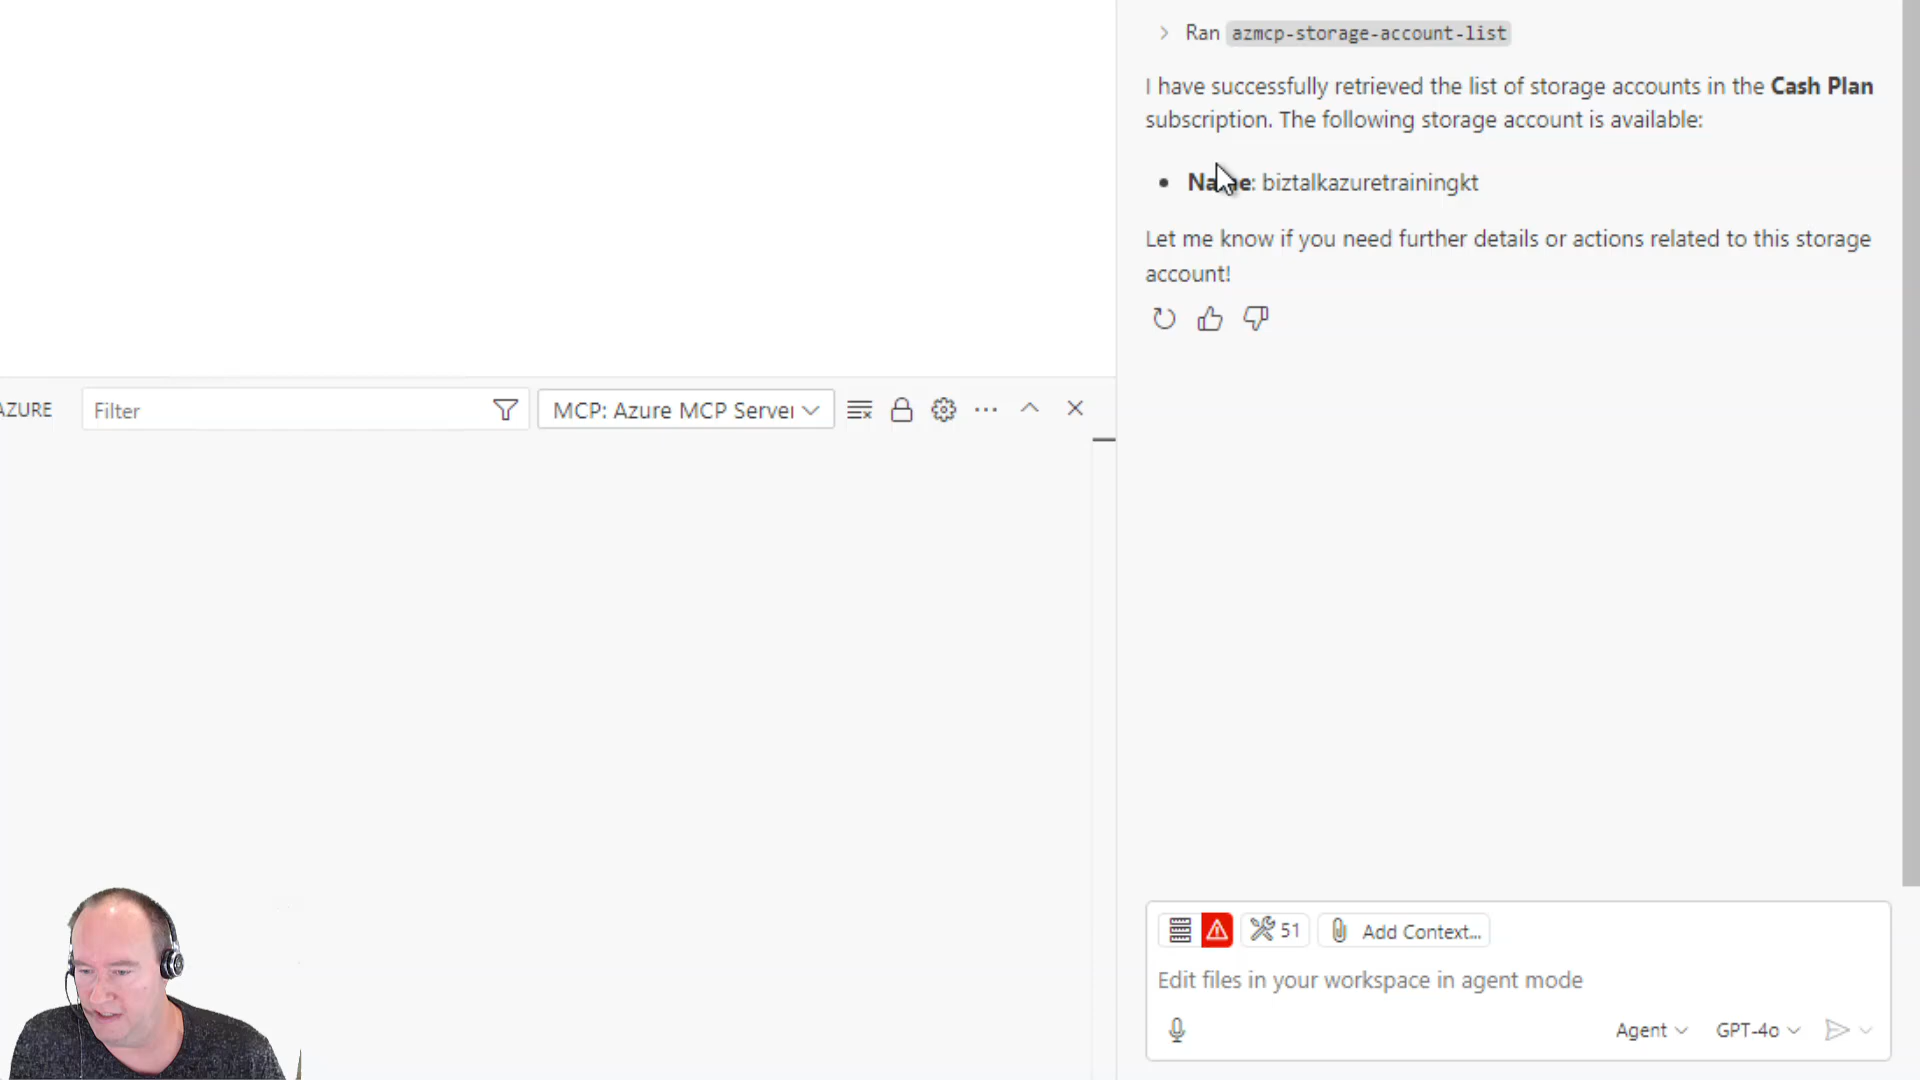 Ran azmcp-storage-account-list
I have successfully retrieved the list of storage accounts in the Cash Plan
subscription. The following storage account is available:
• Name: biztalkazuretrainingkt
Let me know if you need further details or actions related to this storage
account!
AZURE Filter MCP: Azure MCP Server
51 Add Context...
Edit files in your workspace in agent mode
Agent GPT-4o